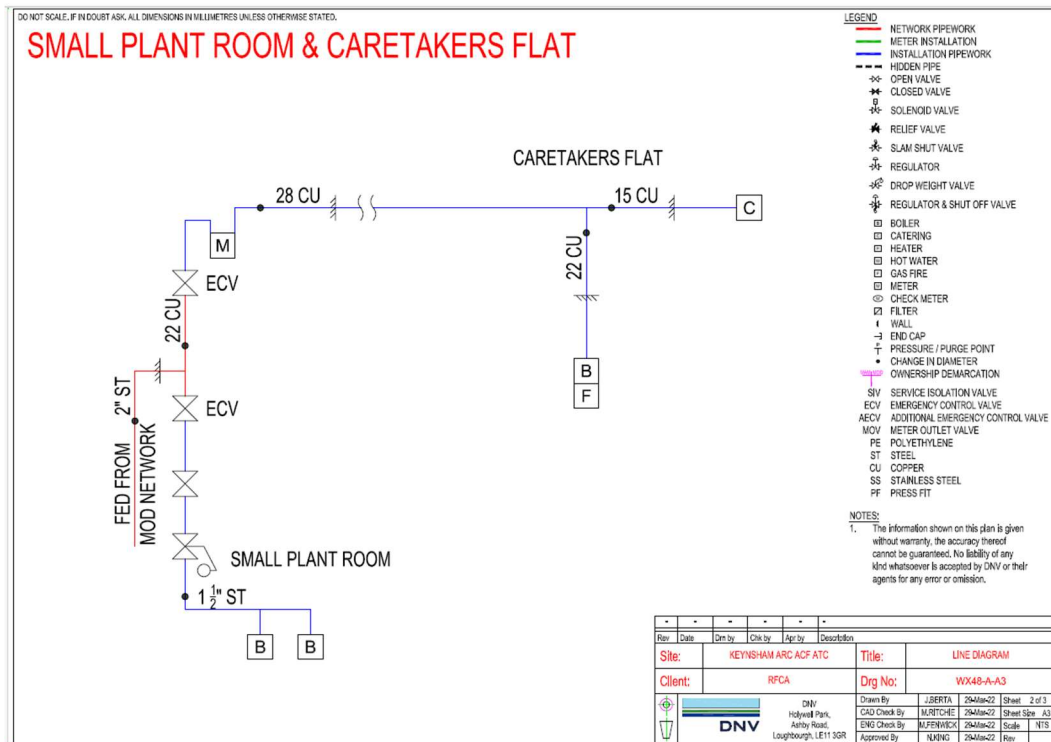 DO NOT SCALE, IF IN DOUBT ASK. ALL DIMENSIONS IN MILLIMETRES UNLESS OTHERWISE STATED.
SMALL PLANT ROOM & CARETAKERS FLAT
CARETAKERS FLAT
28 CU
15 CU
C
M
ECV
22 CU
22 CU
B
F
2" ST
ECV
FED FROM
MOD NETWORK
SMALL PLANT ROOM
1 1/2" ST
B
B
LEGEND
NETWORK PIPEWORK
METER INSTALLATION
INSTALLATION PIPEWORK
HIDDEN PIPE
OPEN VALVE
CLOSED VALVE
SOLENOID VALVE
RELIEF VALVE
SLAM SHUT VALVE
REGULATOR
DROP WEIGHT VALVE
REGULATOR & SHUT OFF VALVE
BOILER
CATERING
HEATER
HOT WATER
GAS FIRE
METER
CHECK METER
FILTER
WALL
END CAP
PRESSURE / PURGE POINT
CHANGE IN DIAMETER
OWNERSHIP DEMARCATION
SIV SERVICE ISOLATION VALVE
ECV EMERGENCY CONTROL VALVE
AECV ADDITIONAL EMERGENCY CONTROL VALVE
MOV METER OUTLET VALVE
PE POLYETHYLENE
ST STEEL
CU COPPER
SS STAINLESS STEEL
PF PRESS FIT
NOTES:
1. The information shown on this plan is given
without warranty, the accuracy thereof
cannot be guaranteed. No liability of any
kind whatsoever is accepted by DNV or their
agents for any error or omission.
- - - - - -
Rev Date Drn by Chk by Apr by Description
Site: KEYNSHAM ARC ACF ATC Title: LINE DIAGRAM
Client: RFCA Drg No: WX48-A-A3
DNV
DNV
Holywell Park,
Ashby Road,
Loughbourgh, LE11 3GR
Drawn By J.BERTA 29-Mar-22 Sheet 2 of 3
CAD Check By M.RITCHIE 29-Mar-22 Sheet Size A3
ENG Check By M.FENWICK 29-Mar-22 Scale NTS
Approved By N.KING 29-Mar-22 Rev